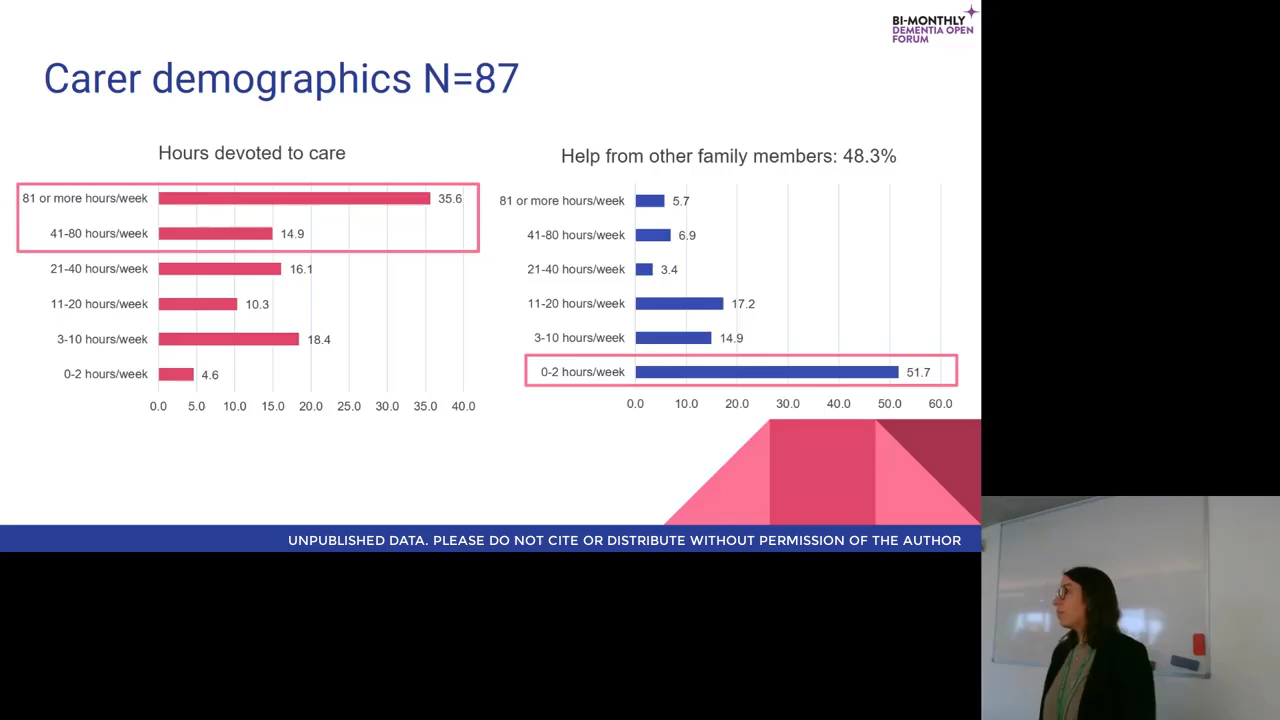 BI-MONTHLY
DEMENTIA OPEN
FORUM
Carer demographics N=87
Hours devoted to care
81 or more hours/week 35.6
41-80 hours/week 14.9
21-40 hours/week 16.1
11-20 hours/week 10.3
3-10 hours/week 18.4
0-2 hours/week 4.6
0.0 5.0 10.0 15.0 20.0 25.0 30.0 35.0 40.0
Help from other family members: 48.3%
81 or more hours/week 5.7
41-80 hours/week 6.9
21-40 hours/week 3.4
11-20 hours/week 17.2
3-10 hours/week 14.9
0-2 hours/week 51.7
0.0 10.0 20.0 30.0 40.0 50.0 60.0
UNPUBLISHED DATA. PLEASE DO NOT CITE OR DISTRIBUTE WITHOUT PERMISSION OF THE AUTHOR